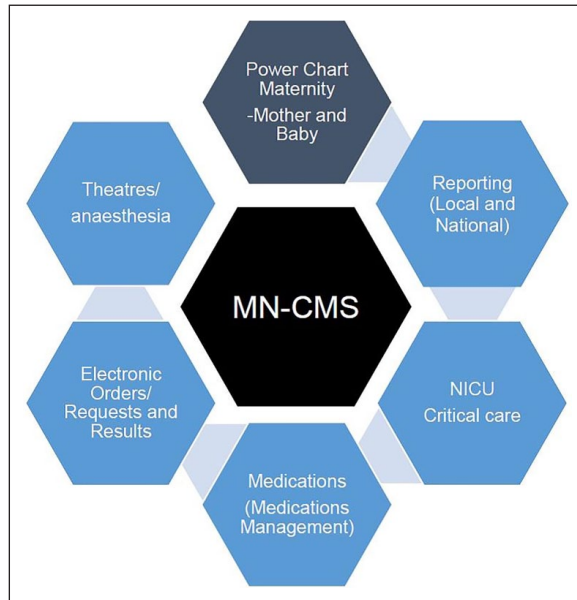 Power Chart
Maternity
-Mother and
Baby
Reporting
(Local and
National)
NICU
Critical care
Medications
(Medications
Management)
Electronic
Orders/
Requests and
Results
Theatres/
anaesthesia
MN-CMS